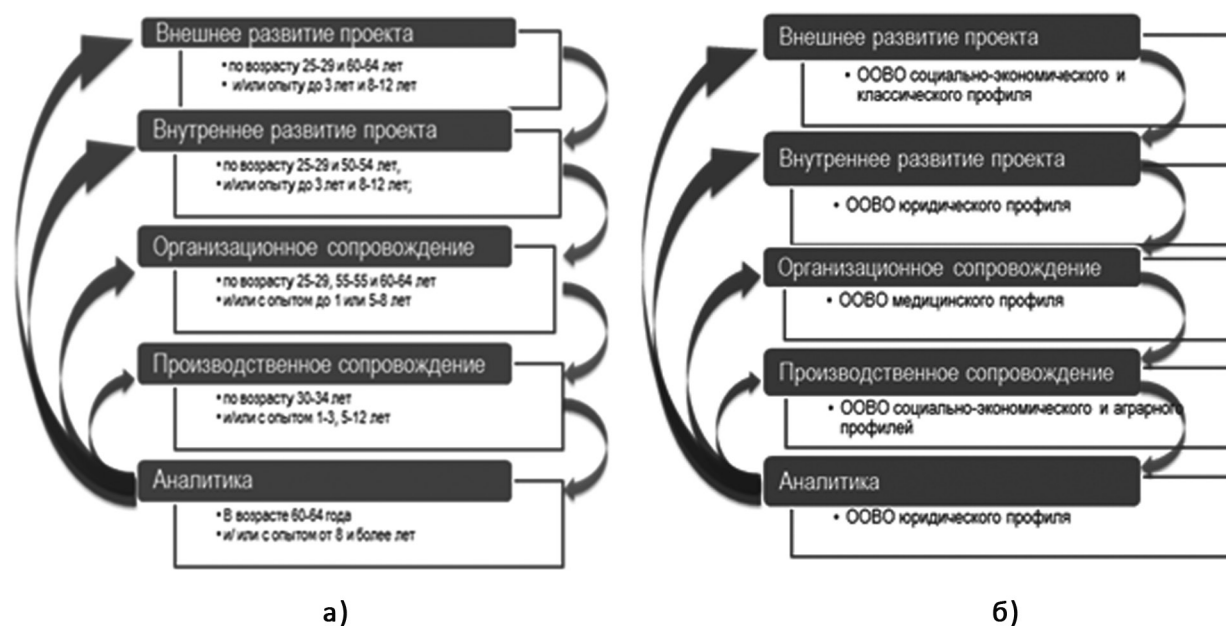 Внешнее развитие проекта
• по возрасту 25-29 и 60-64 лет
• и/или опыту до 3 лет и 8-12 лет
Внутреннее развитие проекта
• по возрасту 25-29 и 50-54 лет,
• и/или опыту до 3 лет и 8-12 лет;
Организационное сопровождение
• по возрасту 25-29, 55-55 и 60-64 лет
• и/или с опытом до 1 или 5-8 лет
Производственное сопровождение
• по возрасту 30-34 лет
• и/или с опытом 1-3, 5-12 лет
Аналитика
• В возрасте 60-64 года
• и/ или с опытом от 8 и более лет
а)
Внешнее развитие проекта
• ООВО социально-экономического и
классического профиля
Внутреннее развитие проекта
• ООВО юридического профиля
Организационное сопровождение
• ООВО медицинского профиля
Производственное сопровождение
• ООВО социально-экономического и аграрного
профилей
Аналитика
• ООВО юридического профиля
б)